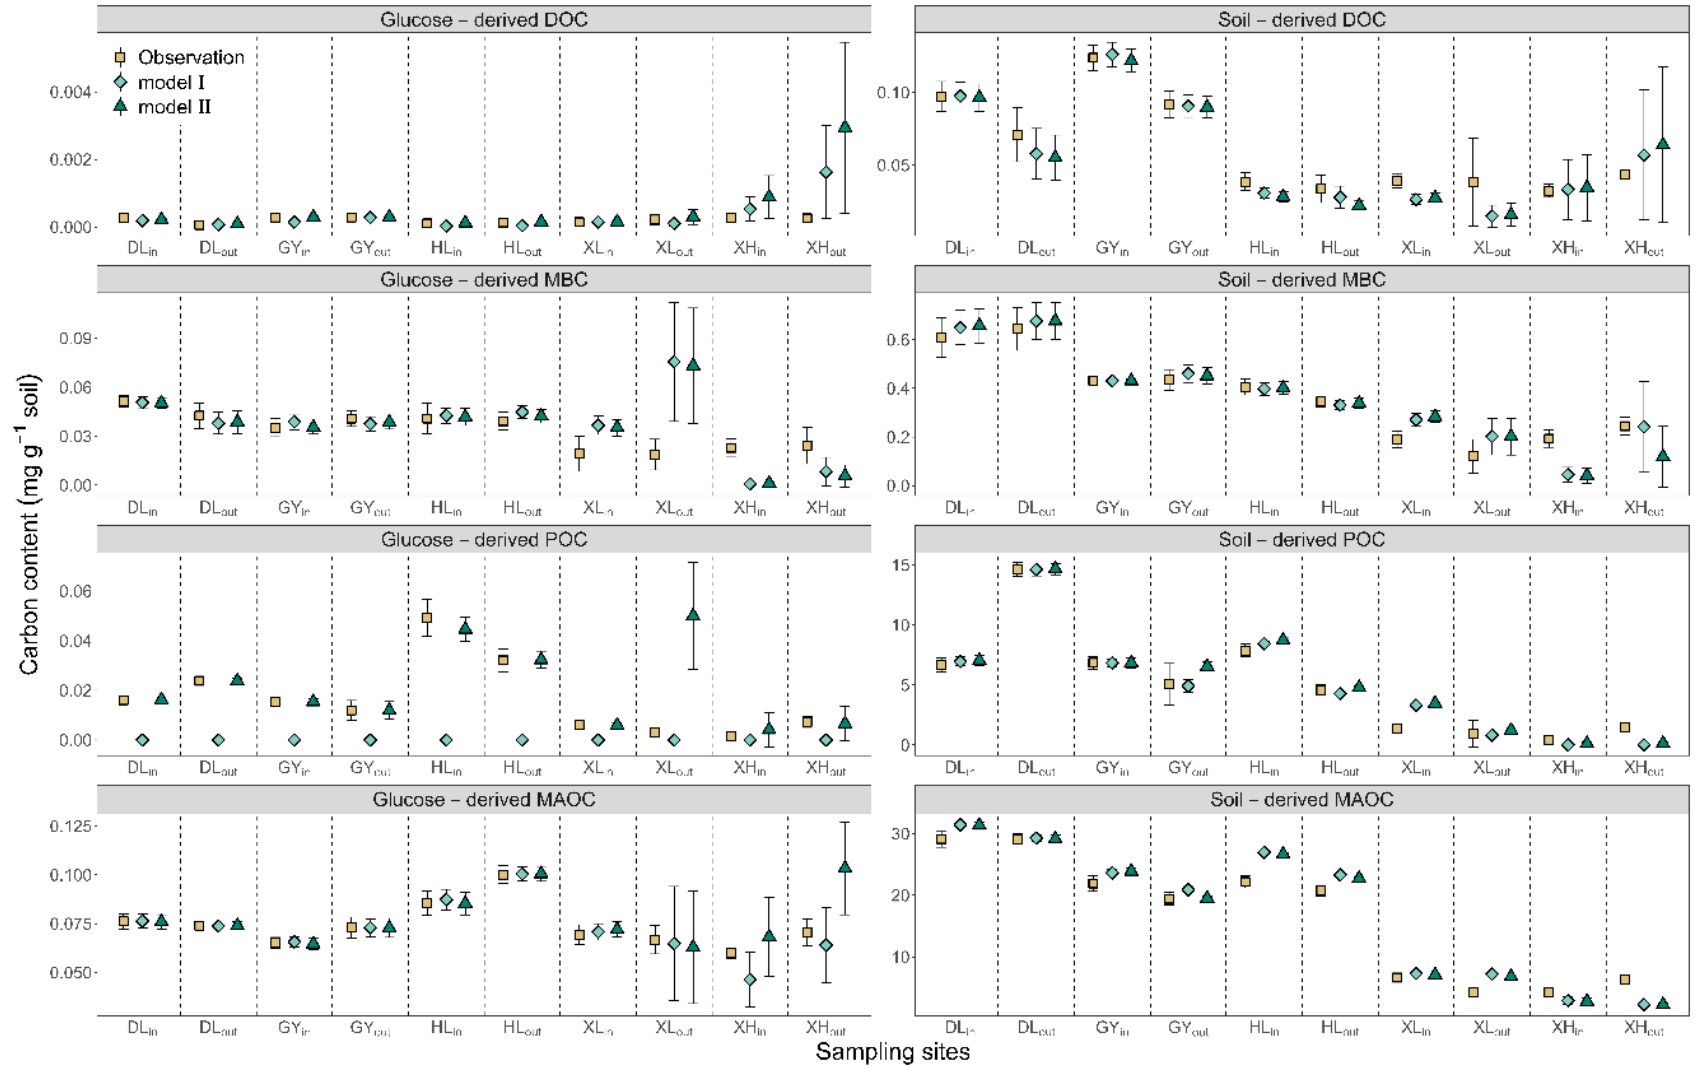 Glucose – derived DOC
Soil – derived DOC
Observation
model I
model II
0.004
0.002
0.000
0.10
0.05
DLin DLout GYin GYout HLin HLout XLin XLout XHin XHout
DLin DLout GYin GYout HLin HLout XLin XLout XHin XHout
Glucose – derived MBC
Soil – derived MBC
0.09
0.06
0.03
0.00
0.6
0.4
0.2
0.0
DLin DLout GYin GYout HLin HLout XLin XLout XHin XHout
DLin DLout GYin GYout HLin HLout XLin XLout XHin XHout
Glucose – derived POC
Soil – derived POC
0.06
0.04
0.02
0.00
15
10
5
0
DLin DLout GYin GYout HLin HLout XLin XLout XHin XHout
DLin DLout GYin GYout HLin HLout XLin XLout XHin XHout
Glucose – derived MAOC
Soil – derived MAOC
0.125
0.100
0.075
0.050
30
20
10
DLin DLout GYin GYout HLin HLout XLin XLout XHin XHout
DLin DLout GYin GYout HLin HLout XLin XLout XHin XHout
Carbon content (mg g⁻¹ soil)
Sampling sites